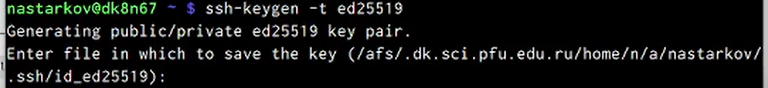 nastarkov@dk8n67 ~ $ ssh-keygen -t ed25519
Generating public/private ed25519 key pair.
Enter file in which to save the key (/afs/.dk.sci.pfu.edu.ru/home/n/a/nastarkov/
.ssh/id_ed25519):